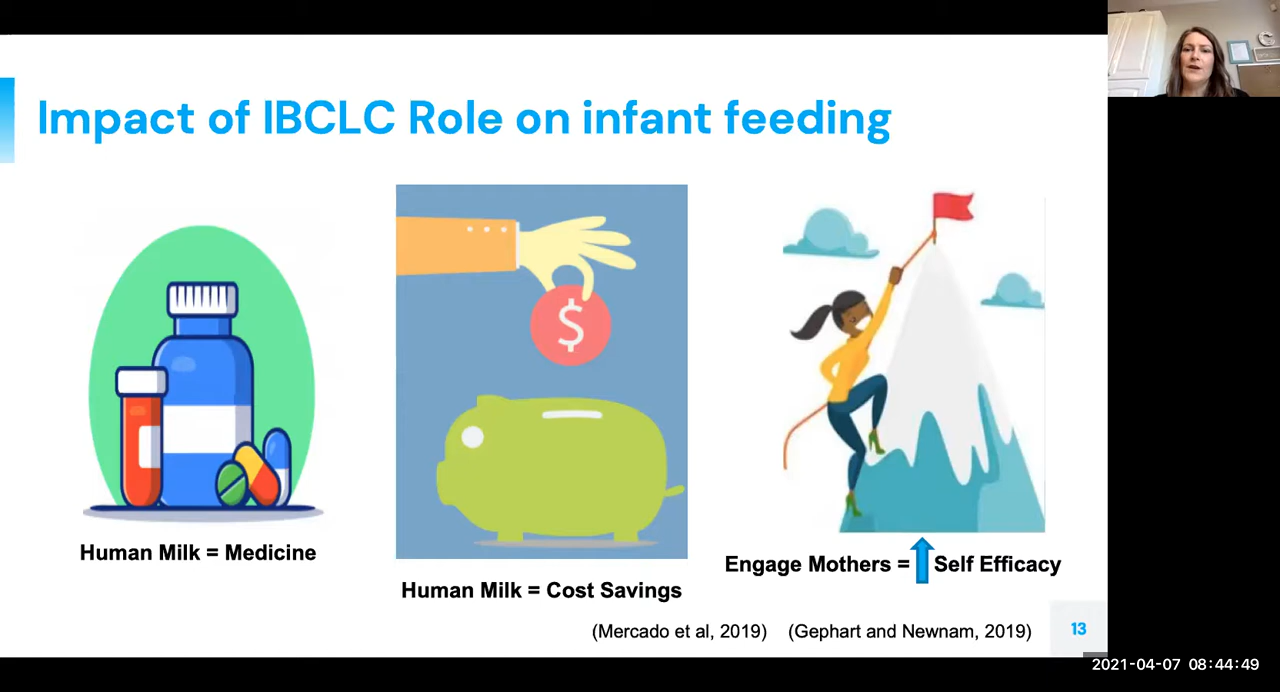 Impact of IBCLC Role on infant feeding
$
Human Milk = Medicine
Human Milk = Cost Savings
Engage Mothers = Self Efficacy
(Mercado et al, 2019) (Gephart and Newnam, 2019)
13
2021-04-07 08:44:49